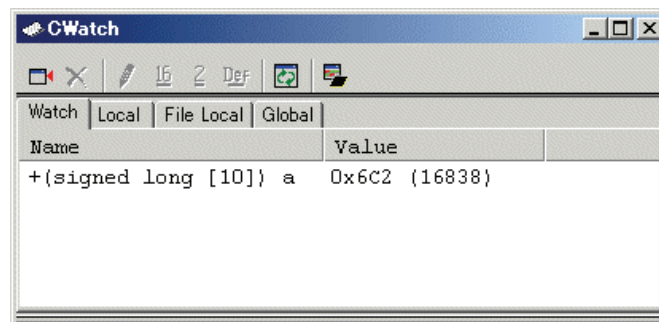 CWatch
16 2 Def
Watch Local File Local Global
Name Value
+(signed long [10]) a 0x6C2 (16838)